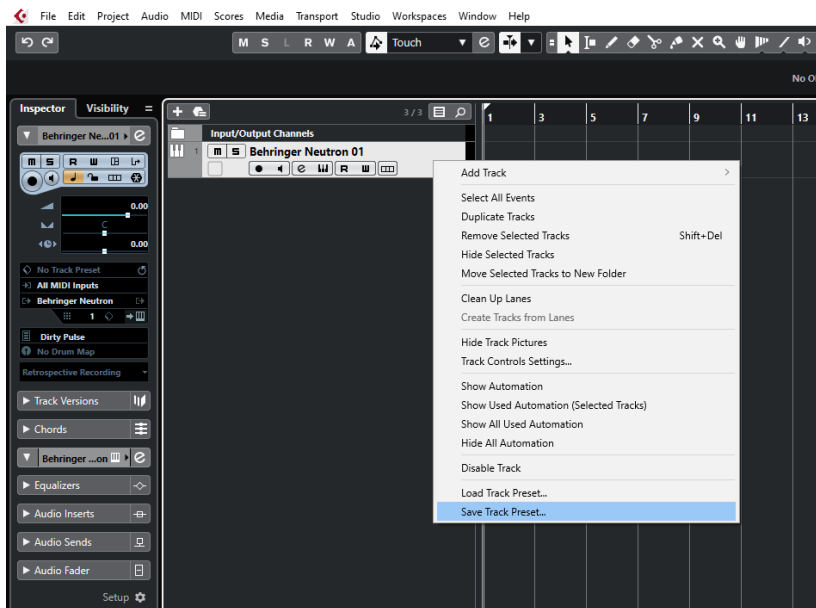 File Edit Project Audio MIDI Scores Media Transport Studio Workspaces Window Help
M S L R W A Touch
No O
Inspector Visibility
3 / 3
1 3 5 7 9 11 13
Behringer Ne...01
Input/Output Channels
1 m S Behringer Neutron 01
R W
m S R W
0.00
C
0.00
No Track Preset
All MIDI Inputs
Behringer Neutron
1
Dirty Pulse
No Drum Map
Retrospective Recording
Track Versions
Chords
Behringer ...on
Equalizers
Audio Inserts
Audio Sends
Audio Fader
Setup
Add Track
Select All Events
Duplicate Tracks
Remove Selected Tracks Shift+Del
Hide Selected Tracks
Move Selected Tracks to New Folder
Clean Up Lanes
Create Tracks from Lanes
Hide Track Pictures
Track Controls Settings...
Show Automation
Show Used Automation (Selected Tracks)
Show All Used Automation
Hide All Automation
Disable Track
Load Track Preset...
Save Track Preset...